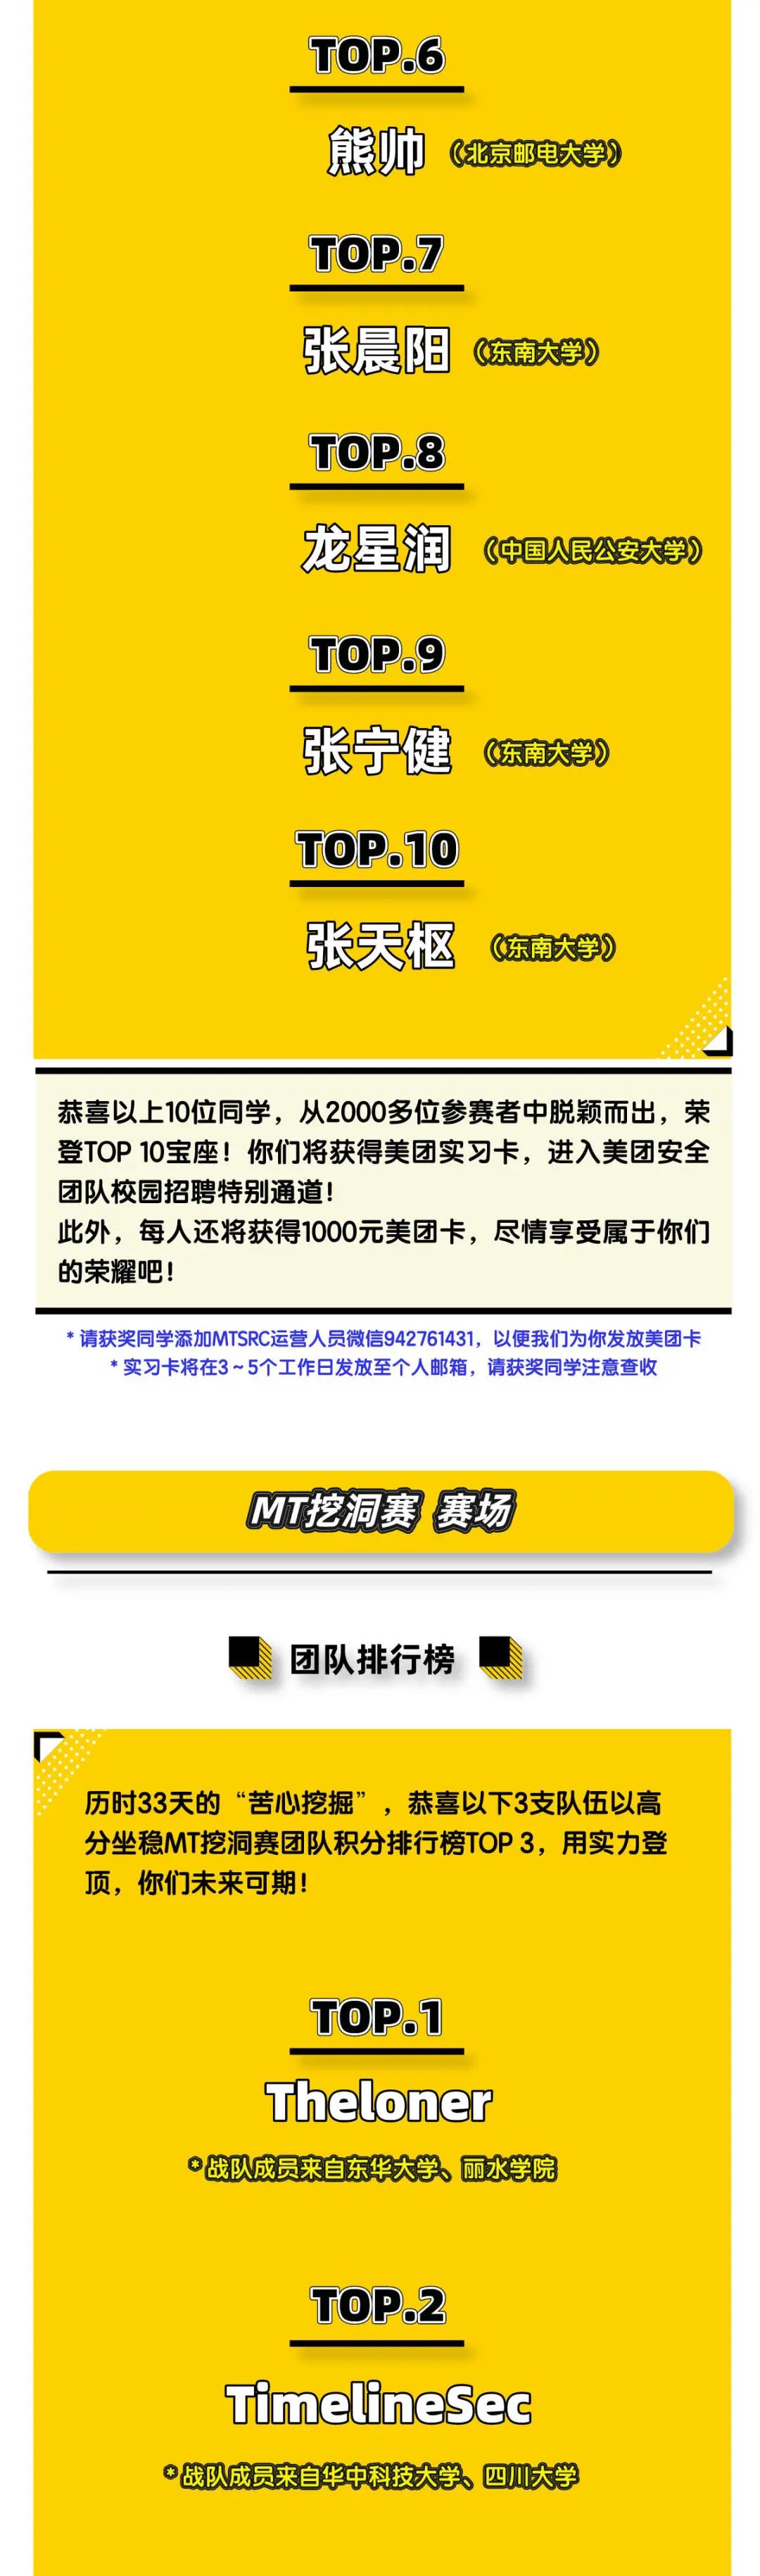 TOP.6
熊帅 （北京邮电大学）
TOP.7
张晨阳 （东南大学）
TOP.8
龙星润 （中国人民公安大学）
TOP.9
张宁健 （东南大学）
TOP.10
张天枢 （东南大学）
恭喜以上10位同学，从2000多位参赛者中脱颖而出，荣
登TOP 10宝座！你们将获得美团实习卡，进入美团安全
团队校园招聘特别通道！
此外，每人还将获得1000元美团卡，尽情享受属于你们
的荣耀吧！
* 请获奖同学添加MTSRC运营人员微信942761431，以便我们为你发放美团卡
* 实习卡将在3～5个工作日发放至个人邮箱，请获奖同学注意查收
MT挖洞赛 赛场
团队排行榜
历时33天的“苦心挖掘”，恭喜以下3支队伍以高
分坐稳MT挖洞赛团队积分排行榜TOP 3，用实力登
顶，你们未来可期！
TOP.1
Theloner
* 战队成员来自东华大学、丽水学院
TOP.2
TimelineSec
* 战队成员来自华中科技大学、四川大学